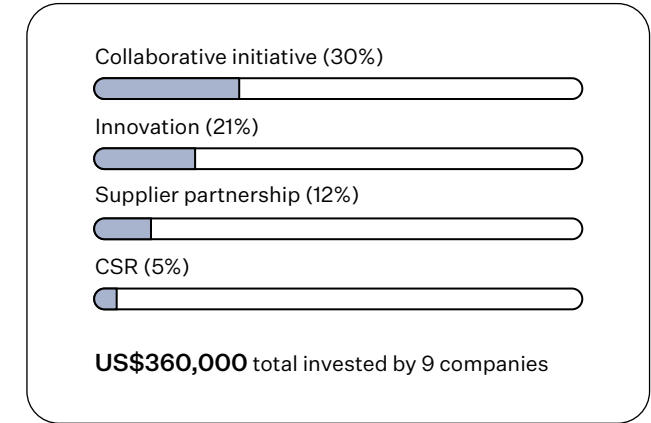 Collaborative initiative (30%)
Innovation (21%)
Supplier partnership (12%)
CSR (5%)
US$360,000 total invested by 9 companies